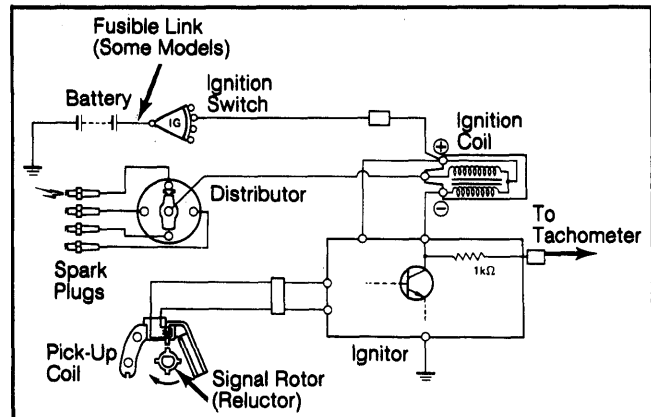 Fusible Link
(Some Models)
Battery
Ignition
Switch
IG
Ignition
Coil
⊕
⊖
Distributor
To
Tachometer
Spark
Plugs
1kΩ
Pick-Up
Coil
Ignitor
Signal Rotor
(Reluctor)